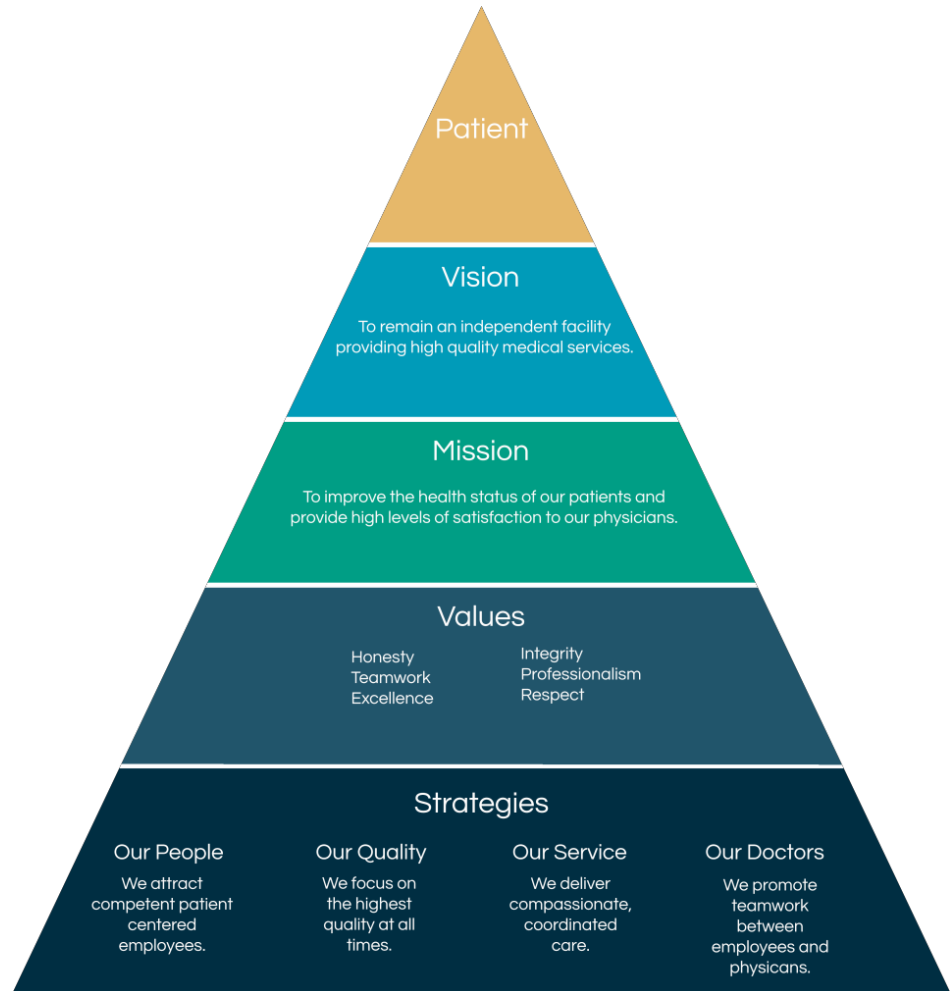 Patient
Vision
To remain an independent facility
providing high quality medical services.
Mission
To improve the health status of our patients and
provide high levels of satisfaction to our physicians.
Values
Honesty
Teamwork
Excellence
Integrity
Professionalism
Respect
Strategies
Our People
We attract
competent patient
centered
employees.
Our Quality
We focus on
the highest
quality at all
times.
Our Service
We deliver
compassionate,
coordinated
care.
Our Doctors
We promote
teamwork
between
employees and
physicans.